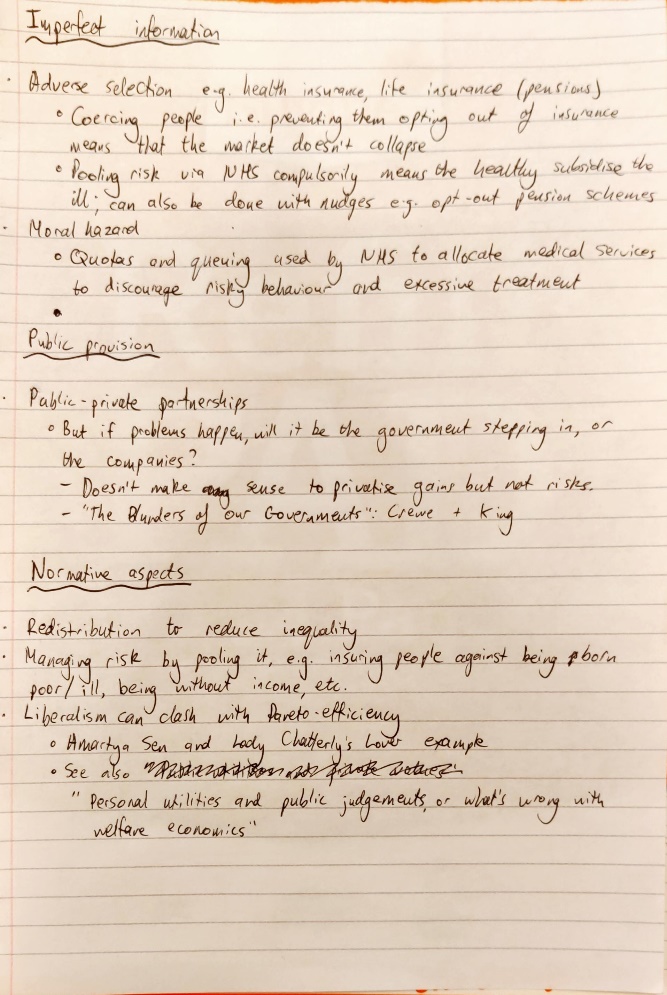 Imperfect information
· Adverse selection e.g. health insurance, life insurance (pensions)
∘ Coercing people i.e. preventing them opting out of insurance
means that the market doesn't collapse
∘ Pooling risk via NHS compulsorily means the healthy subsidise the
ill; can also be done with nudges e.g. opt-out pension schemes
· Moral hazard
∘ Quotas and queuing used by NHS to allocate medical services
to discourage risky behaviour and excessive treatment
Public provision
· Public-private partnerships
∘ But if problems happen, will it be the government stepping in, or
the companies?
- Doesn't make sense to privatise gains but not risks.
- "The Blunders of our Governments": Crewe + King
Normative aspects
· Redistribution to reduce inequality
· Managing risk by pooling it, e.g. insuring people against being born
poor/ill, being without income, etc.
· Liberalism can clash with Pareto-efficiency
∘ Amartya Sen and Lady Chatterly's Lover example
∘ See also
"Personal utilities and public judgements, or what's wrong with
welfare economics"